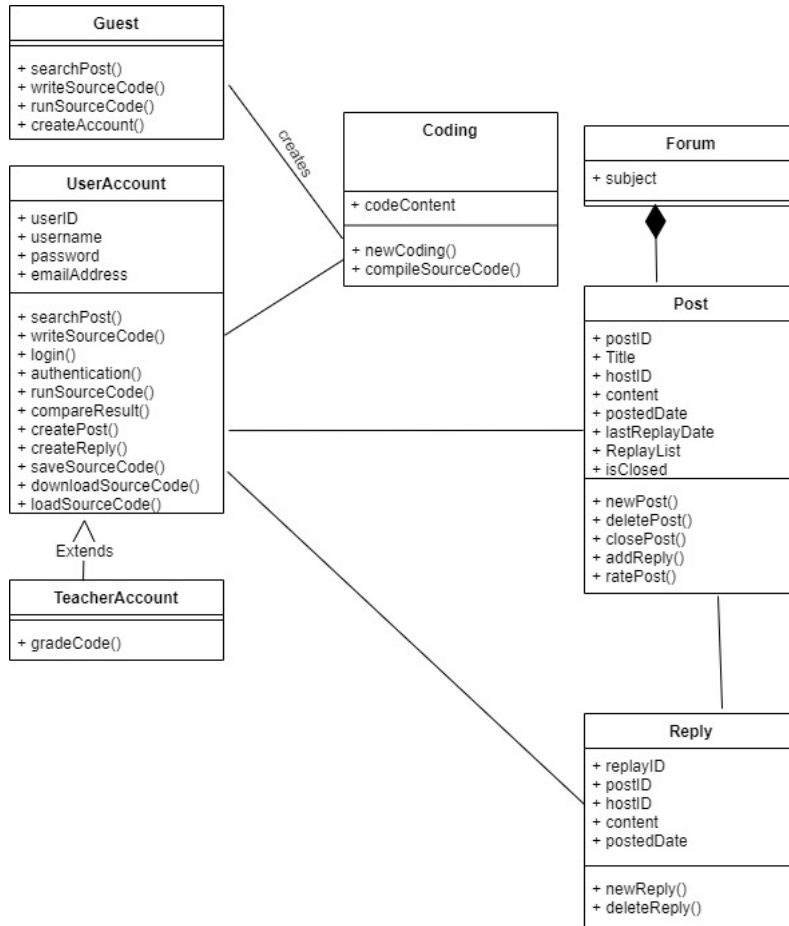 Guest
+ searchPost()
+ writeSourceCode()
+ runSourceCode()
+ createAccount()
creates
Coding
+ codeContent
+ newCoding()
+ compileSourceCode()
Forum
+ subject
UserAccount
+ userID
+ username
+ password
+ emailAddress
+ searchPost()
+ writeSourceCode()
+ login()
+ authentication()
+ runSourceCode()
+ compareResult()
+ createPost()
+ createReply()
+ saveSourceCode()
+ downloadSourceCode()
+ loadSourceCode()
Extends
TeacherAccount
+ gradeCode()
Post
+ postID
+ Title
+ hostID
+ content
+ postedDate
+ lastReplayDate
+ ReplayList
+ isClosed
+ newPost()
+ deletePost()
+ closePost()
+ addReply()
+ ratePost()
Reply
+ replayID
+ postID
+ hostID
+ content
+ postedDate
+ newReply()
+ deleteReply()